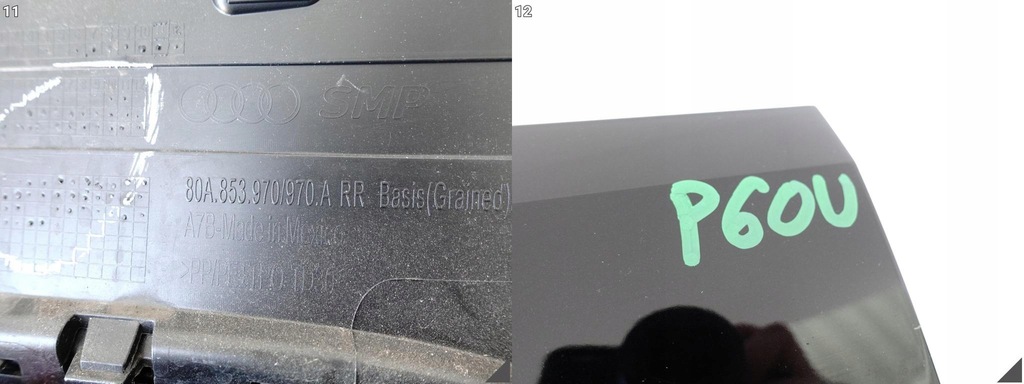 11
SMP
80A.853.970/970.A RR Basis(Grained)
A7B-Made in Mexico
12
P60U